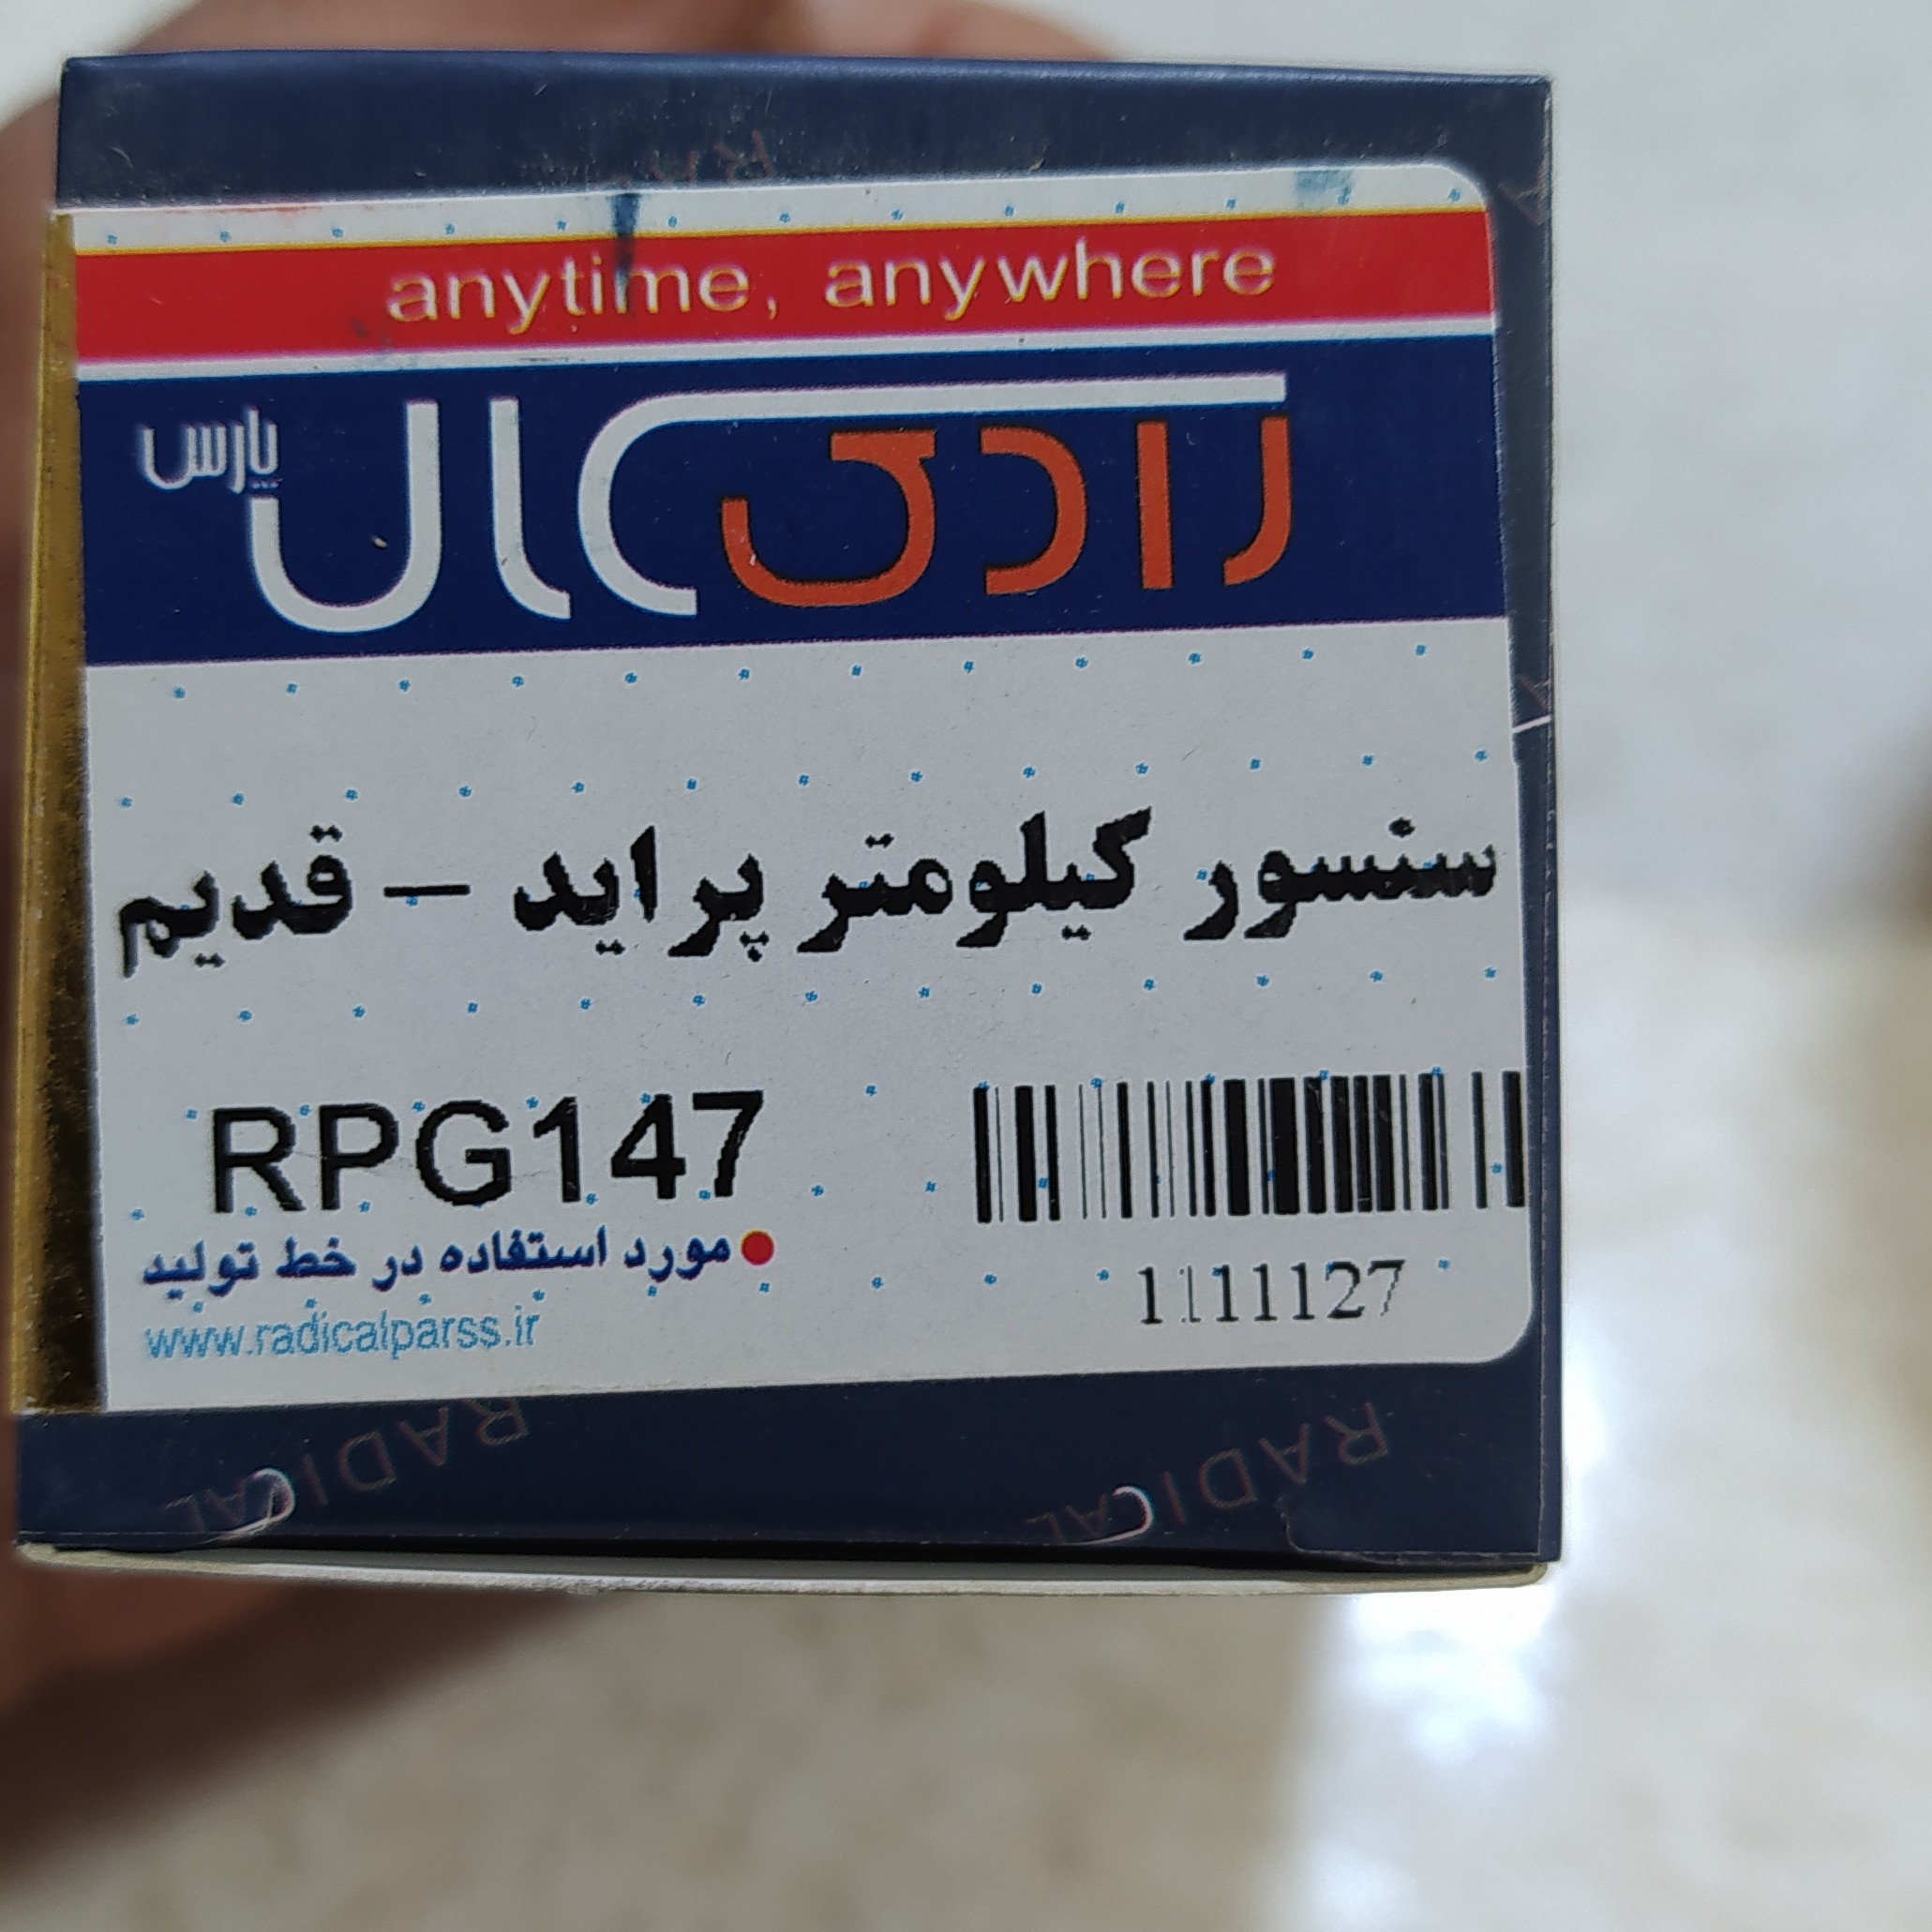 anytime, anywhere
رادیکال
پارس
سنسور کیلومتر پراید – قدیم
RPG147
مورد استفاده در خط تولید
www.radicalparss.ir
1111127
RADICAL
RADICAL